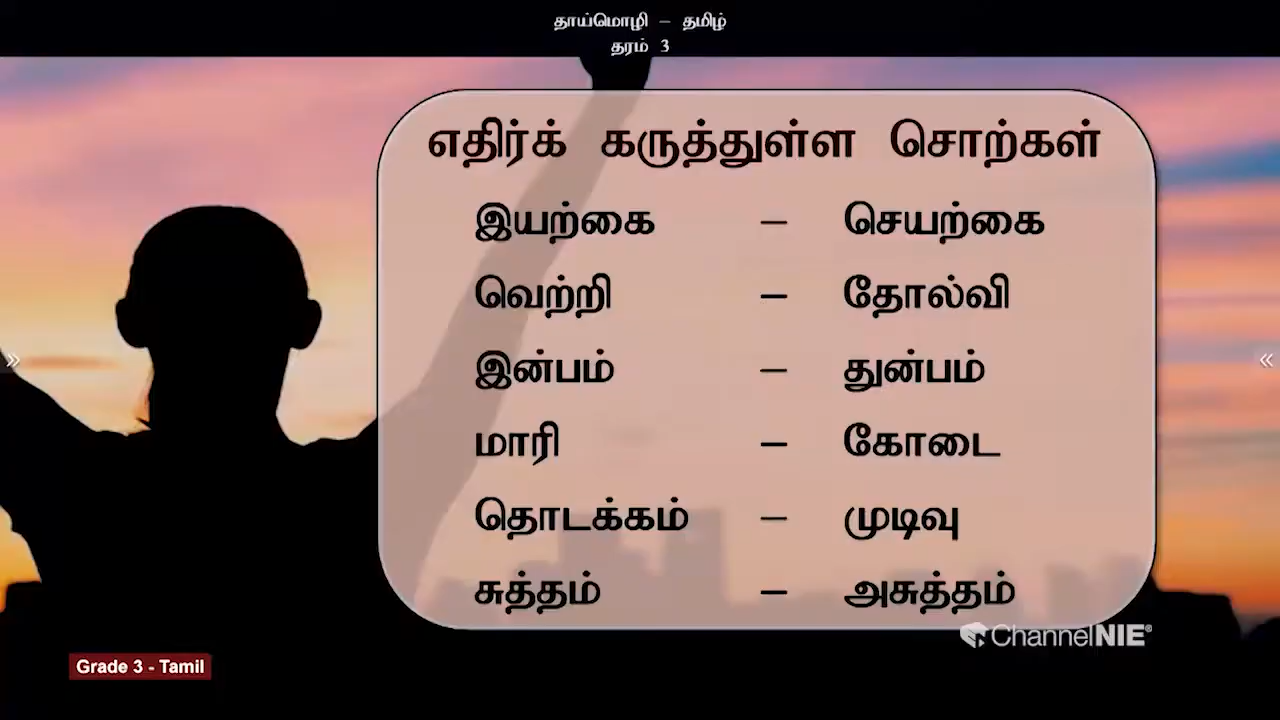 தாய்மொழி – தமிழ்
தரம் 3
எதிர்க் கருத்துள்ள சொற்கள்
இயற்கை – செயற்கை
வெற்றி – தோல்வி
இன்பம் – துன்பம்
மாரி – கோடை
தொடக்கம் – முடிவு
சுத்தம் – அசுத்தம்
ChannelNIE®
Grade 3 - Tamil